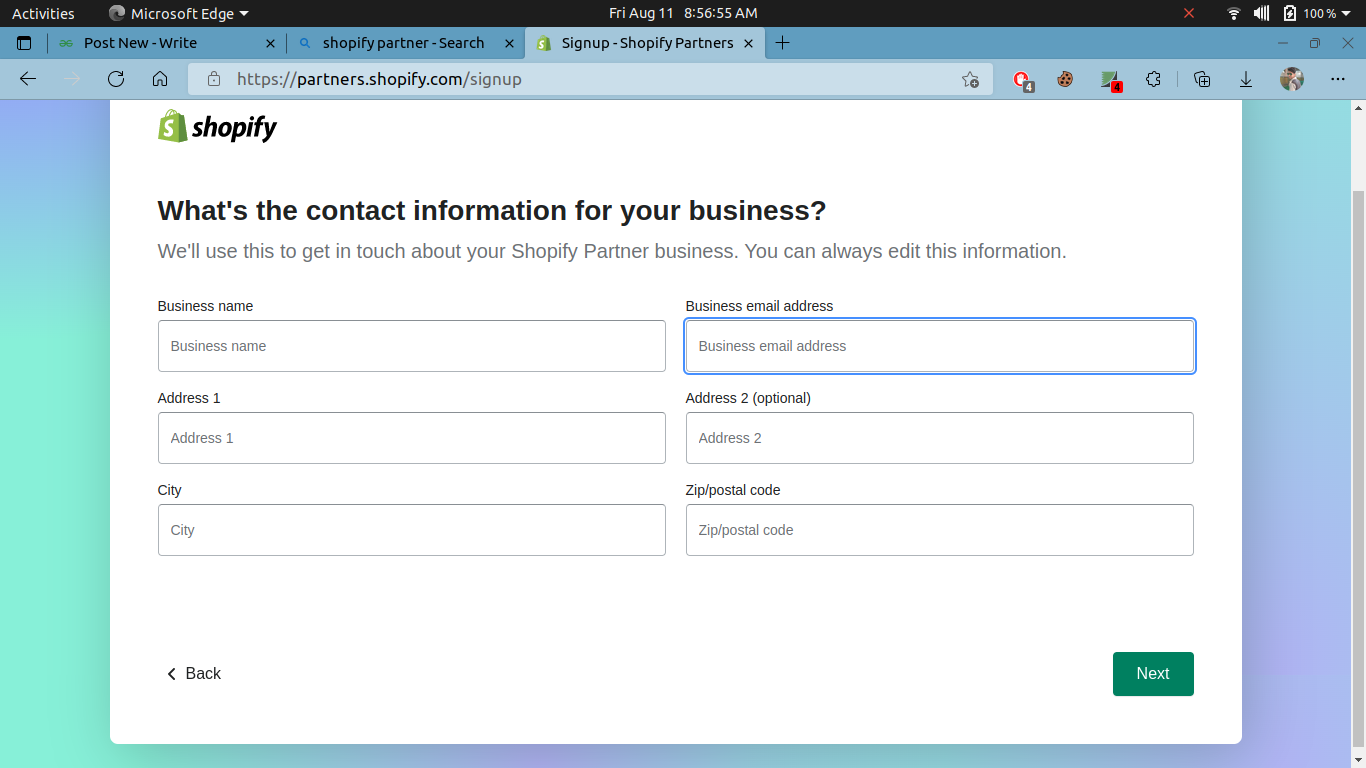 Activities Microsoft Edge Fri Aug 11 8:56:55 AM 100 %
Post New - Write shopify partner - Search Signup - Shopify Partners
https://partners.shopify.com/signup 4 4
shopify
What's the contact information for your business?
We'll use this to get in touch about your Shopify Partner business. You can always edit this information.
Business name Business email address
Business name Business email address
Address 1 Address 2 (optional)
Address 1 Address 2
City Zip/postal code
City Zip/postal code
Back Next